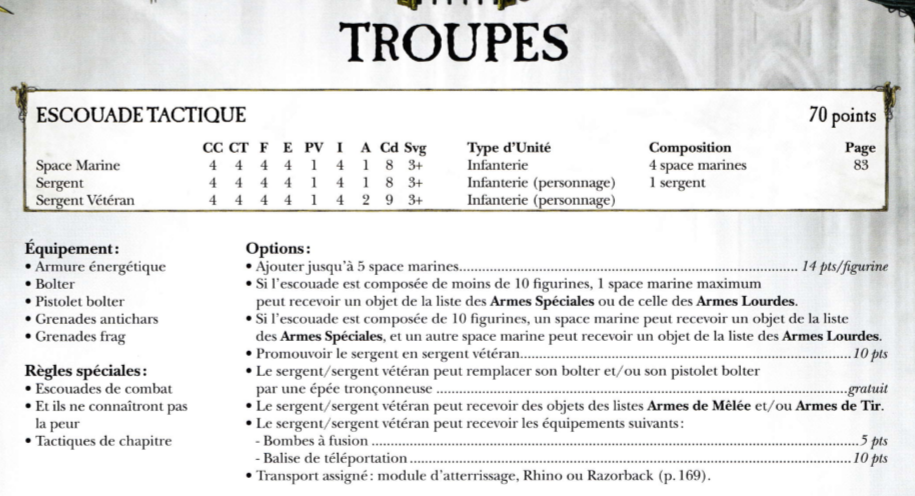 TROUPES
ESCOUADE TACTIQUE 70 points
CC CT F E PV I A Cd Svg Type d'Unité Composition Page
Space Marine 4 4 4 4 1 4 1 8 3+ Infanterie 4 space marines 83
Sergent 4 4 4 4 1 4 1 8 3+ Infanterie (personnage) 1 sergent
Sergent Vétéran 4 4 4 4 1 4 2 9 3+ Infanterie (personnage)
Équipement:
• Armure énergétique
• Bolter
• Pistolet bolter
• Grenades antichars
• Grenades frag
Règles spéciales:
• Escouades de combat
• Et ils ne connaîtront pas
la peur
• Tactiques de chapitre
Options:
• Ajouter jusqu'à 5 space marines.......... 14 pts/figurine
• Si l'escouade est composée de moins de 10 figurines, 1 space marine maximum
peut recevoir un objet de la liste des Armes Spéciales ou de celle des Armes Lourdes.
• Si l'escouade est composée de 10 figurines, un space marine peut recevoir un objet de la liste
des Armes Spéciales, et un autre space marine peut recevoir un objet de la liste des Armes Lourdes.
• Promouvoir le sergent en sergent vétéran.......... 10 pts
• Le sergent/sergent vétéran peut remplacer son bolter et/ou son pistolet bolter
par une épée tronçonneuse .......... gratuit
• Le sergent/sergent vétéran peut recevoir des objets des listes Armes de Mêlée et/ou Armes de Tir.
• Le sergent/sergent vétéran peut recevoir les équipements suivants:
- Bombes à fusion .......... 5 pts
- Balise de téléportation .......... 10 pts
• Transport assigné: module d'atterrissage, Rhino ou Razorback (p. 169).